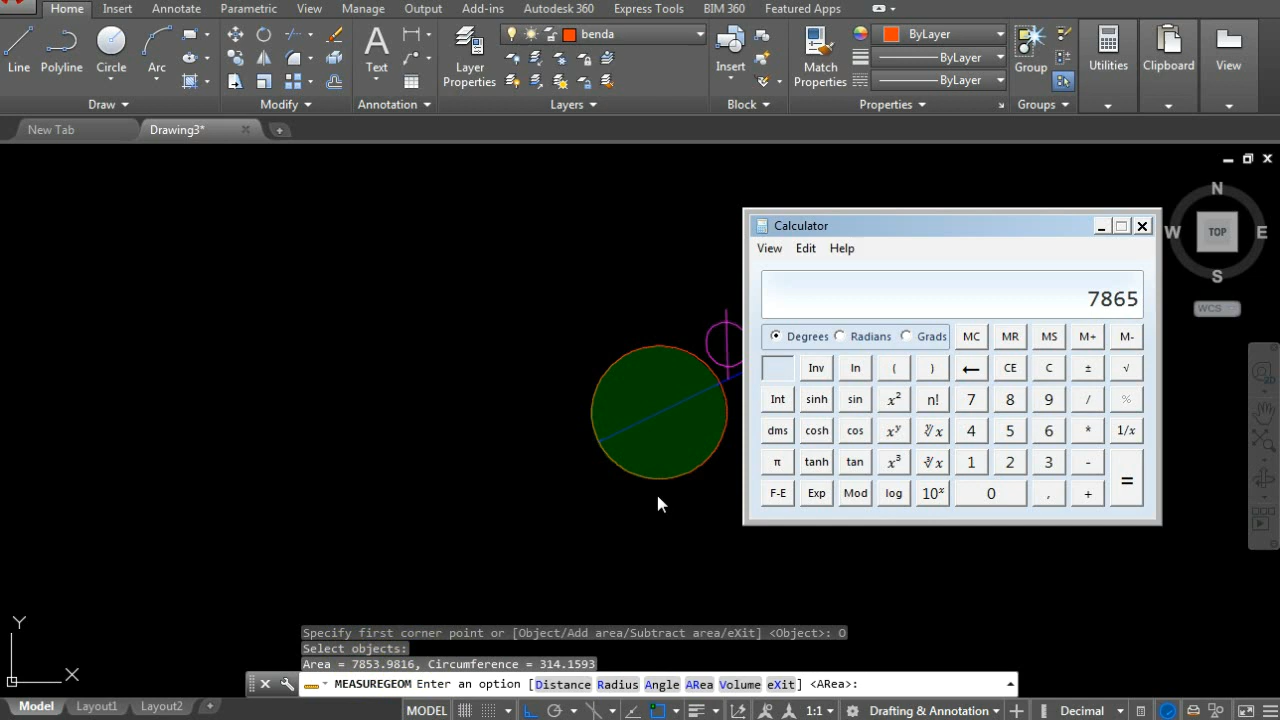 Home Insert Annotate Parametric View Manage Output Add-ins Autodesk 360 Express Tools BIM 360 Featured Apps
benda
ByLayer
Line Polyline Circle Arc Text Layer Properties Insert Match Properties Group Utilities Clipboard View
ByLayer
ByLayer
Draw Modify Annotation Layers Block Properties Groups
New Tab Drawing3*
N
W TOP E
S
WCS
Calculator
View Edit Help
7865
Degrees Radians Grads MC MR MS M+ M-
Inv ln ( ) ← CE C ± √
Int sinh sin x² n! 7 8 9 / %
dms cosh cos xʸ ʸ√x 4 5 6 * 1/x
π tanh tan x³ ³√x 1 2 3 - =
F-E Exp Mod log 10ˣ 0 , +
Y
X
Specify first corner point or [Object/Add area/Subtract area/eXit] <Object>: O
Select objects:
Area = 7853.9816, Circumference = 314.1593
MEASUREGEOM Enter an option [Distance Radius Angle ARea Volume eXit] <ARea>:
Model Layout1 Layout2 + MODEL 1:1 Drafting & Annotation Decimal